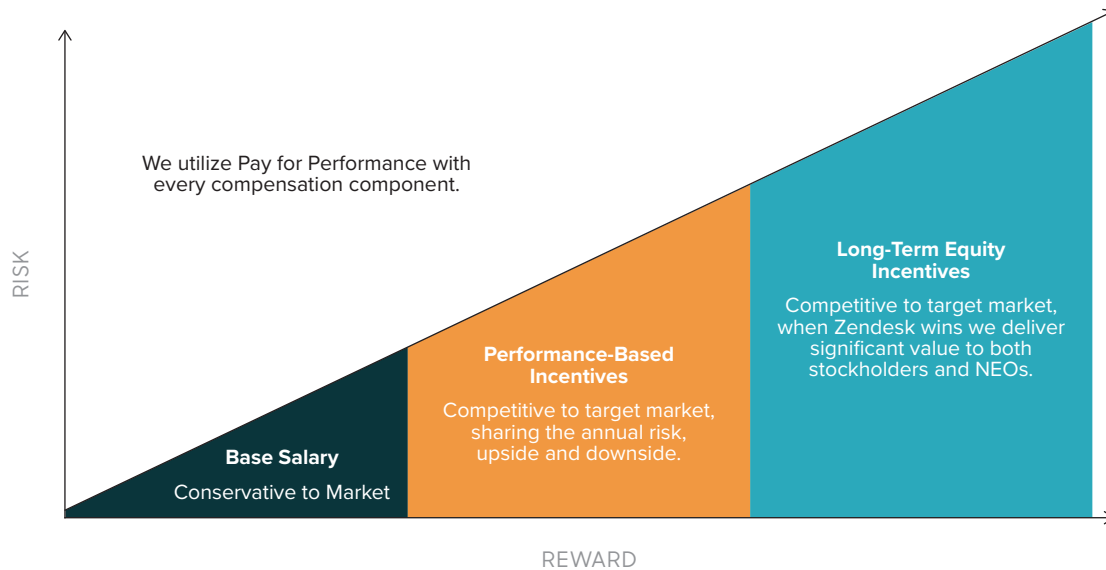 We utilize Pay for Performance with
every compensation component.
RISK
Long-Term Equity
Incentives
Competitive to target market,
when Zendesk wins we deliver
significant value to both
stockholders and NEOs.
Performance-Based
Incentives
Competitive to target market,
sharing the annual risk,
upside and downside.
Base Salary
Conservative to Market
REWARD